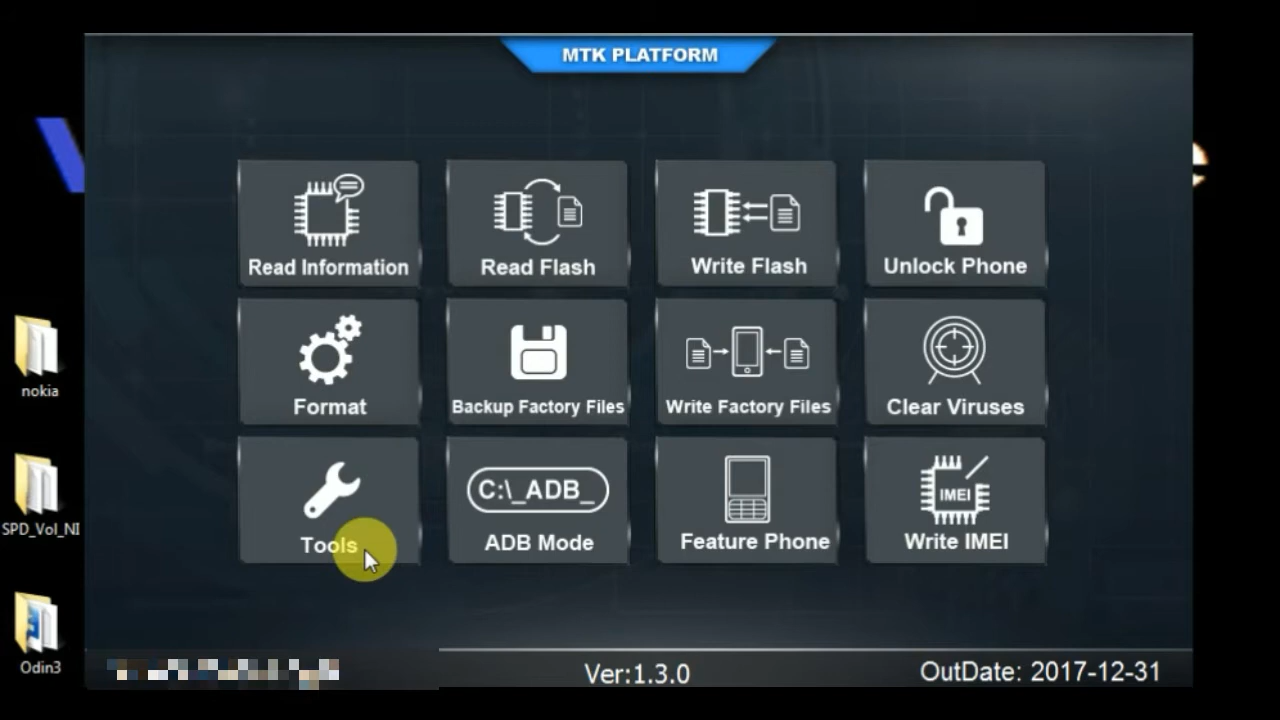 MTK PLATFORM
Read Information
Read Flash
Write Flash
Unlock Phone
Format
Backup Factory Files
Write Factory Files
Clear Viruses
Tools
C:\_ADB_
ADB Mode
Feature Phone
IMEI
Write IMEI
nokia
SPD_Vol_NI
Odin3
Ver:1.3.0
OutDate: 2017-12-31